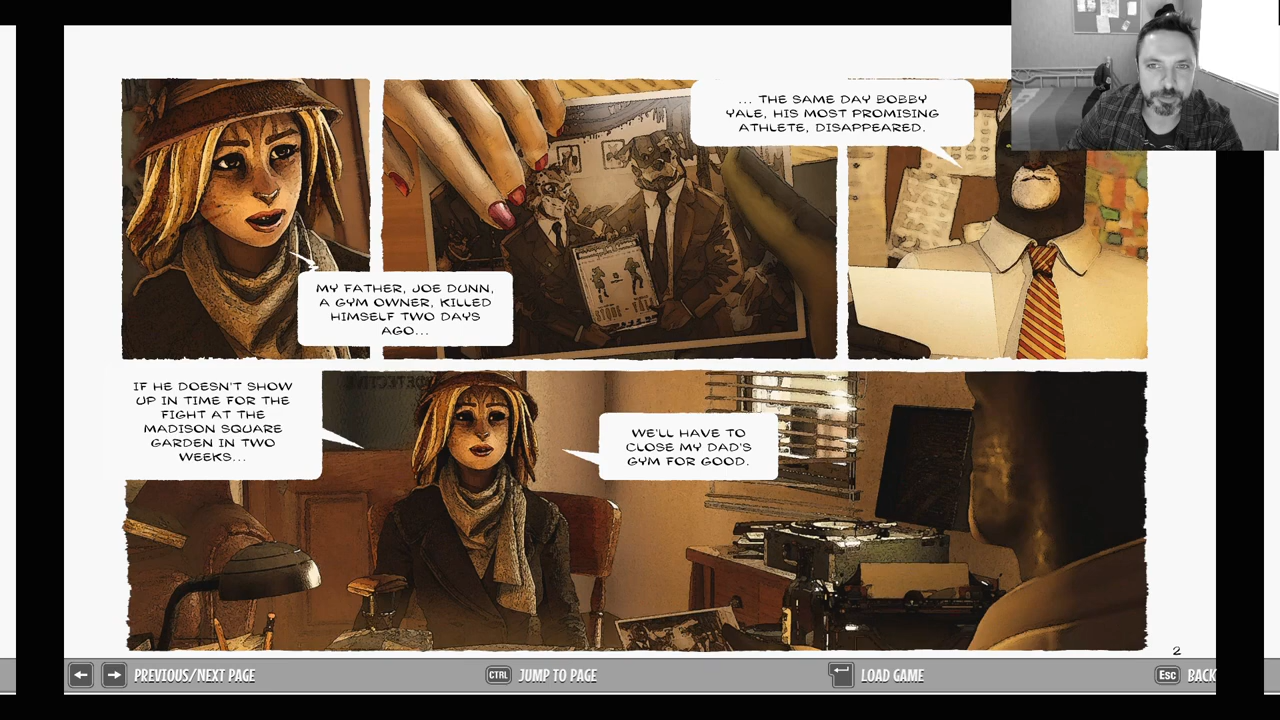 ... THE SAME DAY BOBBY
YALE, HIS MOST PROMISING
ATHLETE, DISAPPEARED.
MY FATHER, JOE DUNN,
A GYM OWNER, KILLED
HIMSELF TWO DAYS
AGO...
IF HE DOESN'T SHOW
UP IN TIME FOR THE
FIGHT AT THE
MADISON SQUARE
GARDEN IN TWO
WEEKS...
WE'LL HAVE TO
CLOSE MY DAD'S
GYM FOR GOOD.
2
PREVIOUS/NEXT PAGE
CTRL JUMP TO PAGE
LOAD GAME
Esc BACK